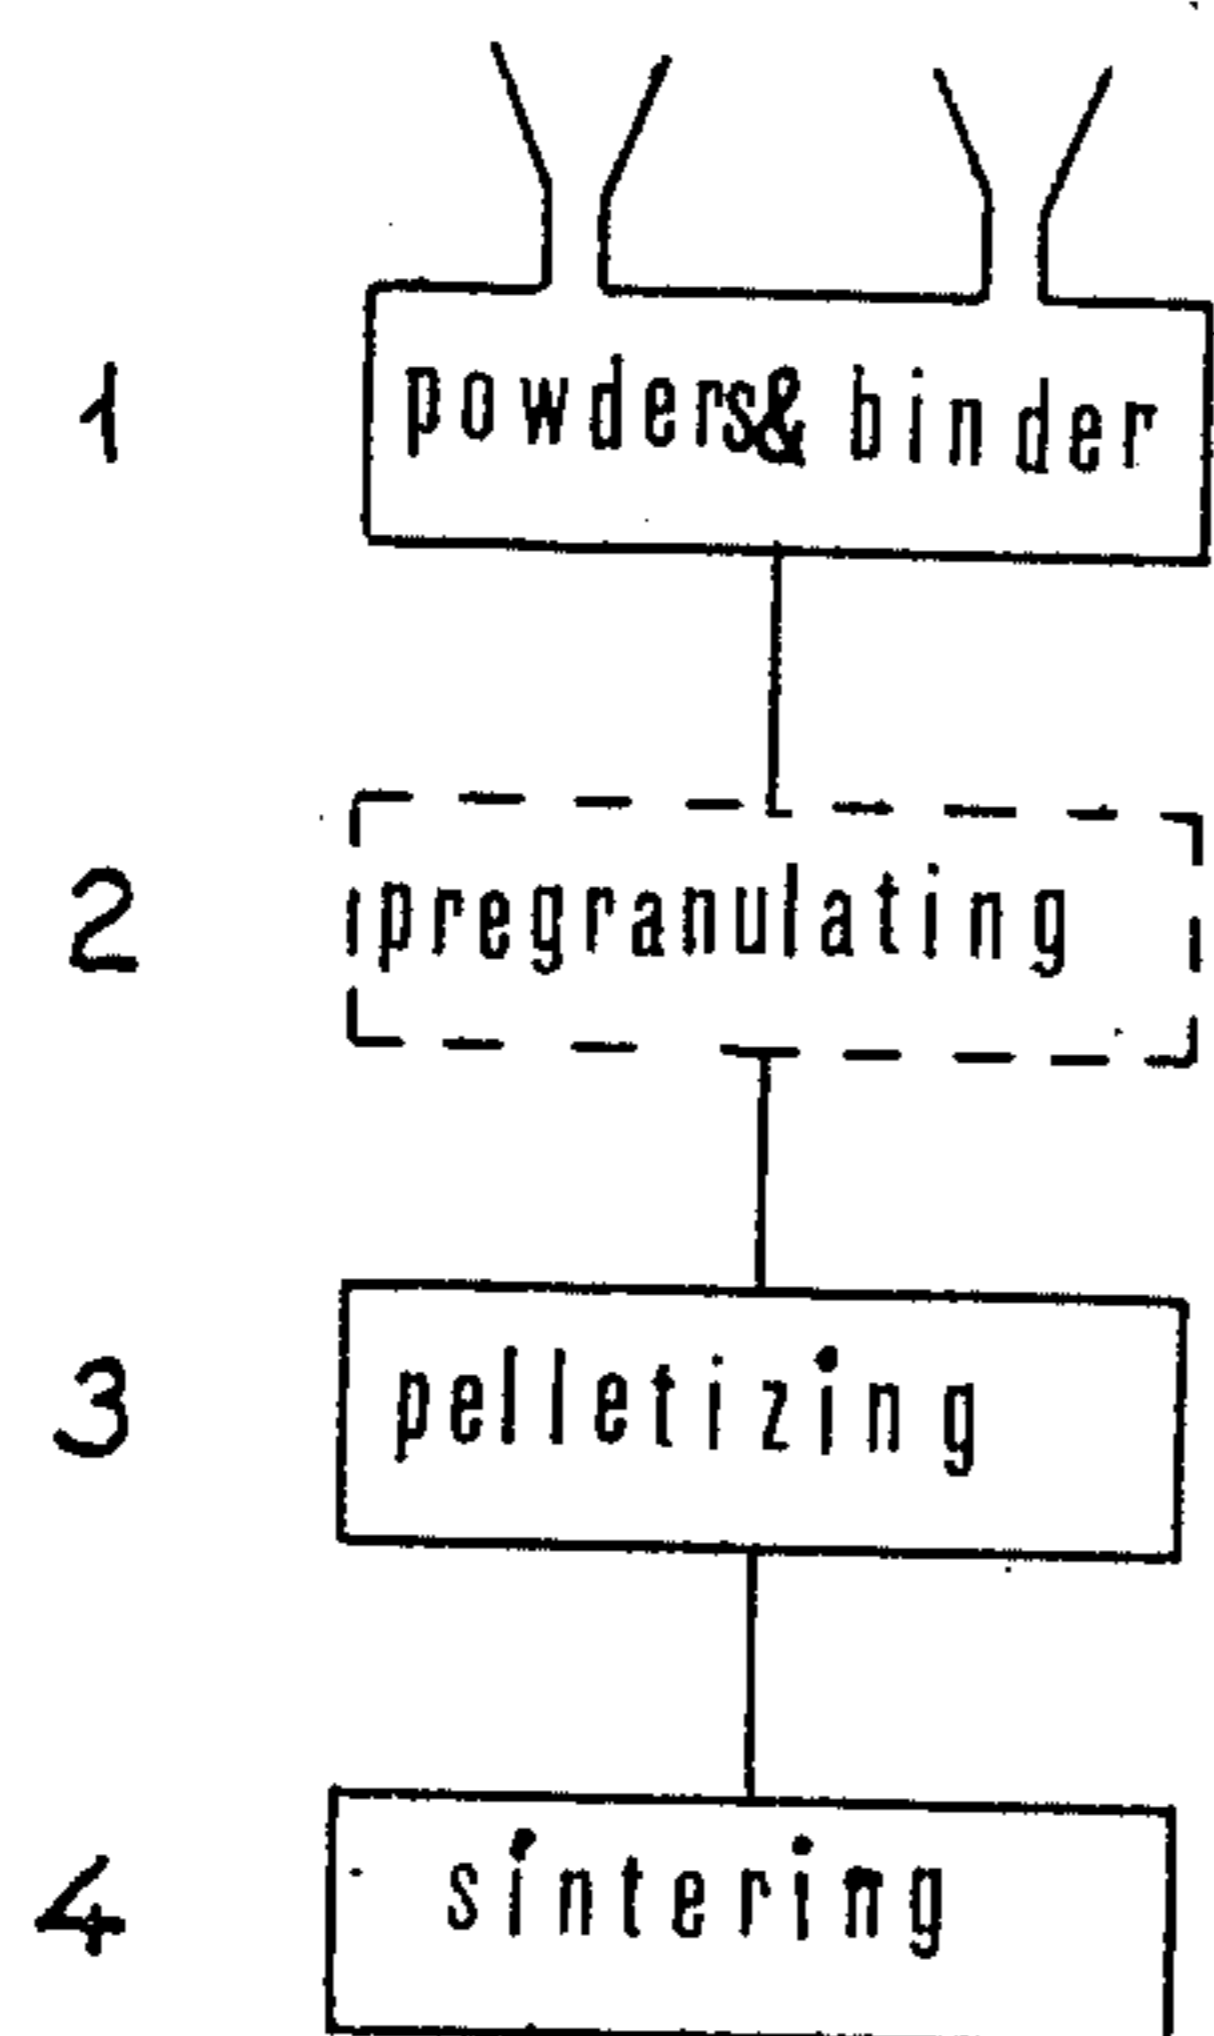 1 powders & binder
2 pregranulating
3 pelletizing
4 sintering